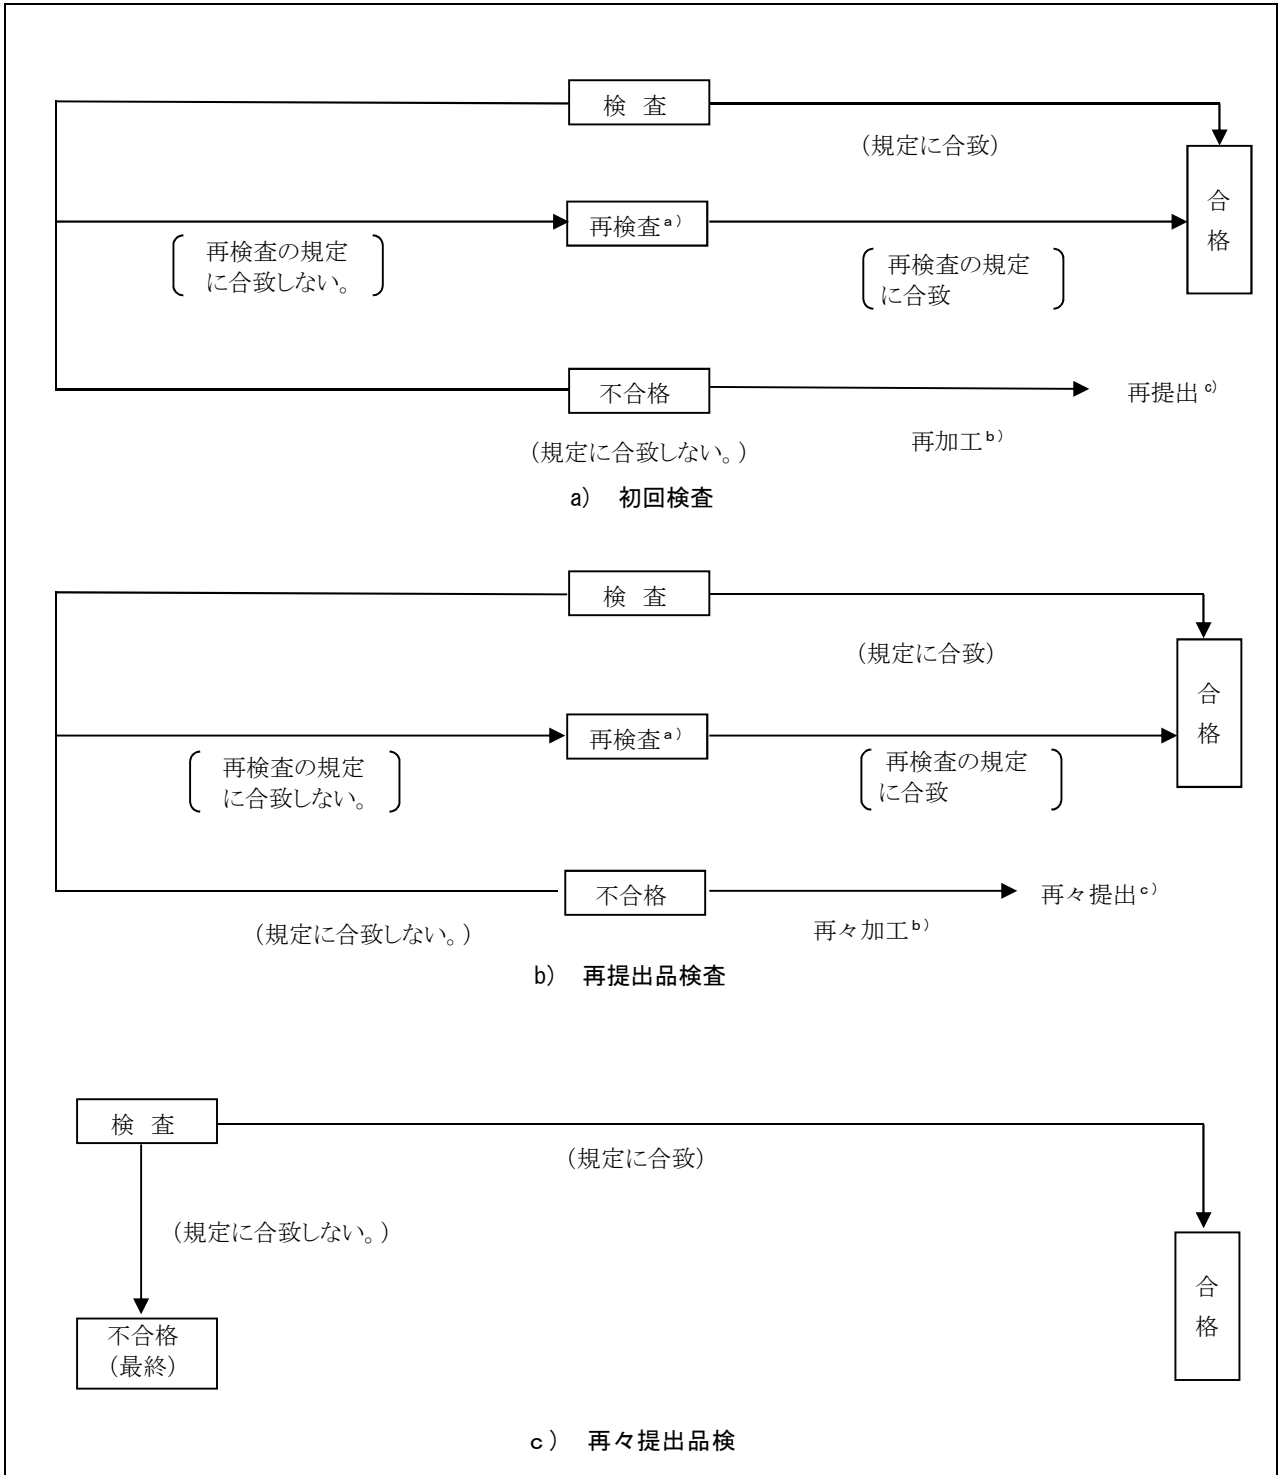 検 査
(規定に合致)
合
格
再検査a)
再検査の規定
に合致しない。
再検査の規定
に合致
不合格
再提出c)
再加工b)
(規定に合致しない。)
a) 初回検査
検 査
(規定に合致)
合
格
再検査a)
再検査の規定
に合致しない。
再検査の規定
に合致
不合格
再々提出c)
(規定に合致しない。)
再々加工b)
b) 再提出品検査
検 査
(規定に合致)
(規定に合致しない。)
合
格
不合格
(最終)
c) 再々提出品検